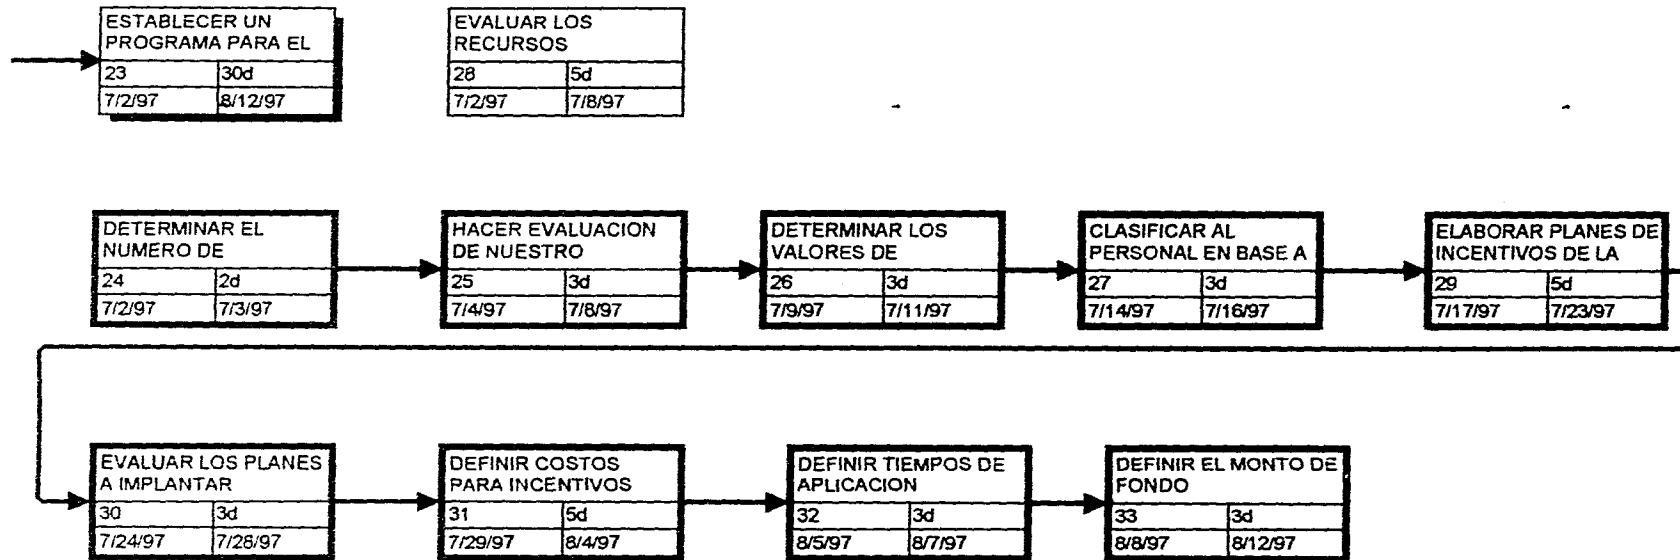 ESTABLECER UN
PROGRAMA PARA EL
23 30d
7/2/97 8/12/97
EVALUAR LOS
RECURSOS
28 5d
7/2/97 7/8/97
DETERMINAR EL
NUMERO DE
24 2d
7/2/97 7/3/97
HACER EVALUACION
DE NUESTRO
25 3d
7/4/97 7/8/97
DETERMINAR LOS
VALORES DE
26 3d
7/9/97 7/11/97
CLASIFICAR AL
PERSONAL EN BASE A
27 3d
7/14/97 7/16/97
ELABORAR PLANES DE
INCENTIVOS DE LA
29 5d
7/17/97 7/23/97
EVALUAR LOS PLANES
A IMPLANTAR
30 3d
7/24/97 7/28/97
DEFINIR COSTOS
PARA INCENTIVOS
31 5d
7/29/97 8/4/97
DEFINIR TIEMPOS DE
APLICACION
32 3d
8/5/97 8/7/97
DEFINIR EL MONTO DE
FONDO
33 3d
8/8/97 8/12/97